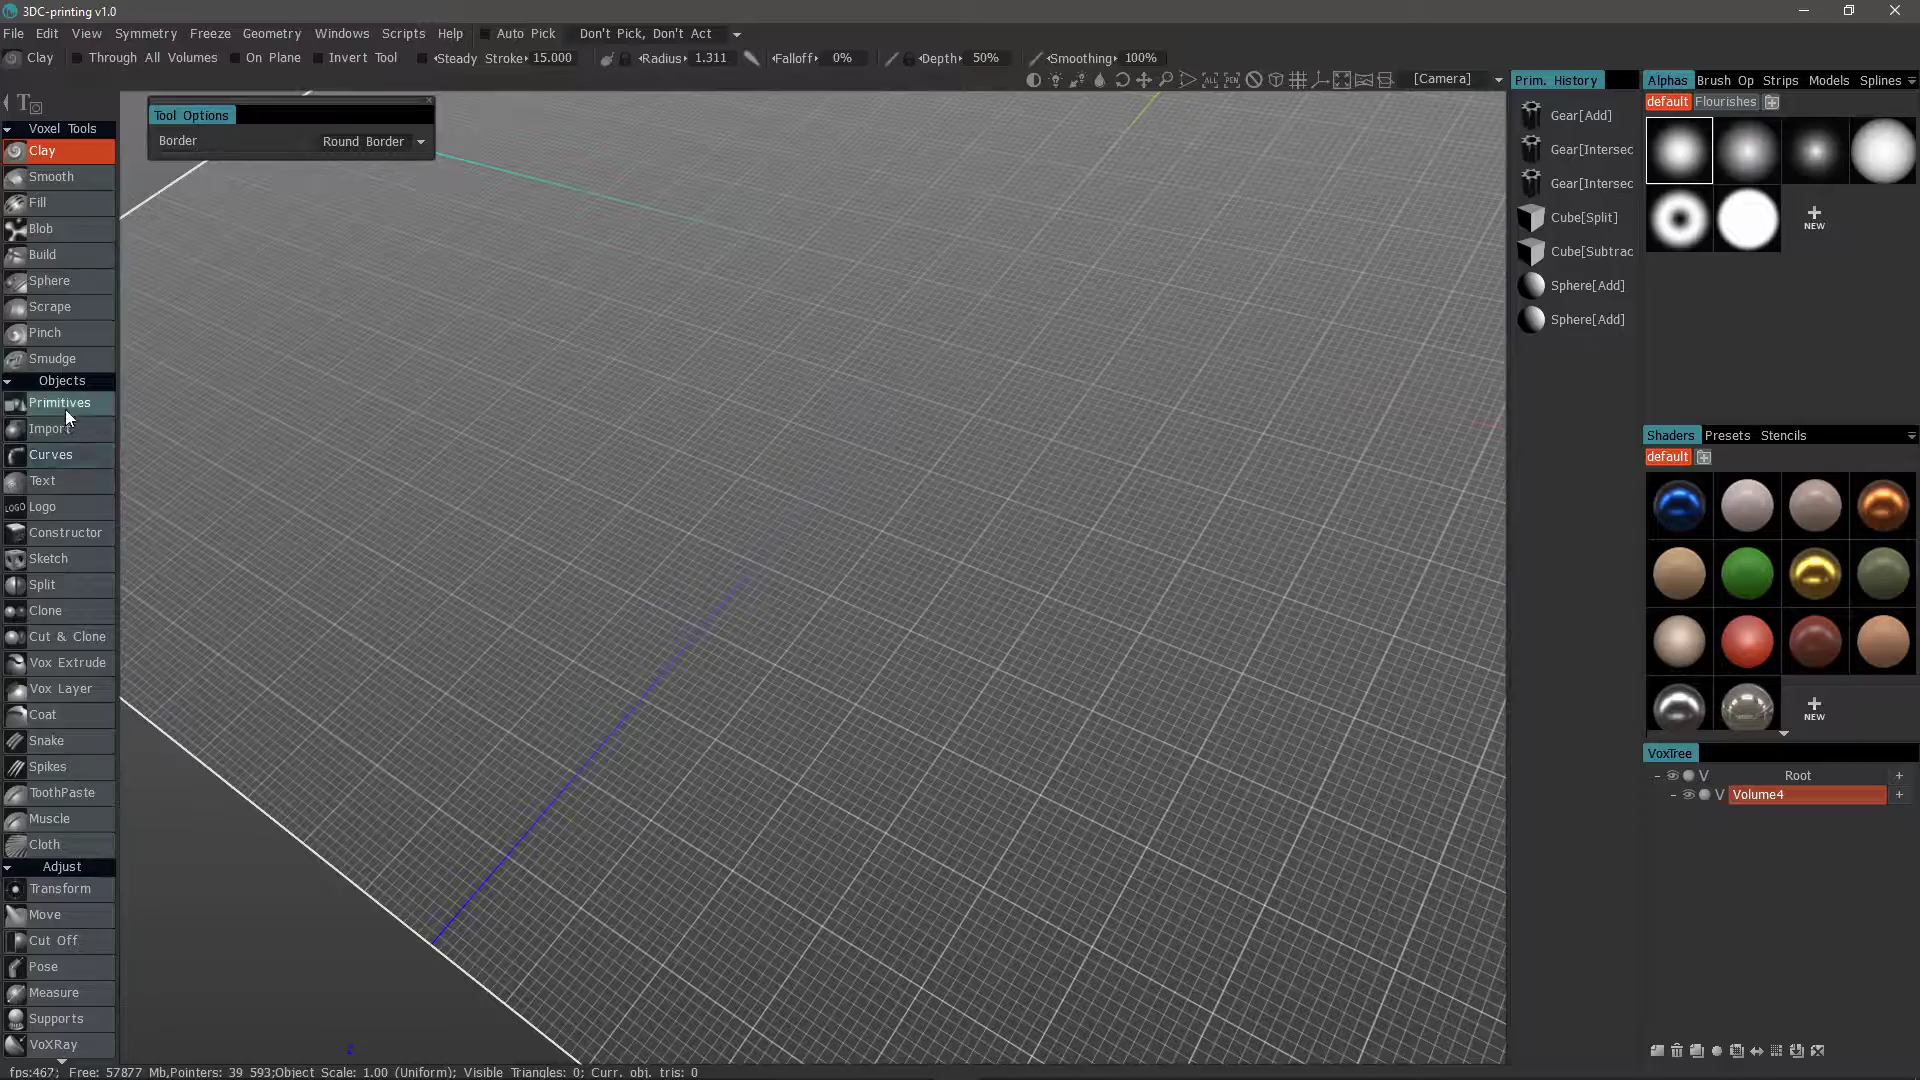 3DC-printing v1.0
File Edit View Symmetry Freeze Geometry Windows Scripts Help Auto Pick Don't Pick, Don't Act
Clay Through All Volumes On Plane Invert Tool Steady Stroke 15.000 Radius 1.311 Falloff 0% Depth 50% Smoothing 100%
[Camera]
Prim. History
Alphas Brush Op Strips Models Splines
default Flourishes
Tool Options
Border Round Border
Voxel Tools
Clay
Smooth
Fill
Blob
Build
Sphere
Scrape
Pinch
Smudge
Objects
Primitives
Import
Curves
Text
LOGO Logo
Constructor
Sketch
Split
Clone
Cut & Clone
Vox Extrude
Vox Layer
Coat
Snake
Spikes
ToothPaste
Muscle
Cloth
Adjust
Transform
Move
Cut Off
Pose
Measure
Supports
VoXRay
Gear[Add]
Gear[Intersec
Gear[Intersec
Cube[Split]
Cube[Subtrac
Sphere[Add]
Sphere[Add]
NEW
Shaders Presets Stencils
default
NEW
VoxTree
V Root +
V Volume4 +
Z
fps:467; Free: 57877 Mb,Pointers: 39 593;Object Scale: 1.00 (Uniform); Visible Triangles: 0; Curr. obj. tris: 0